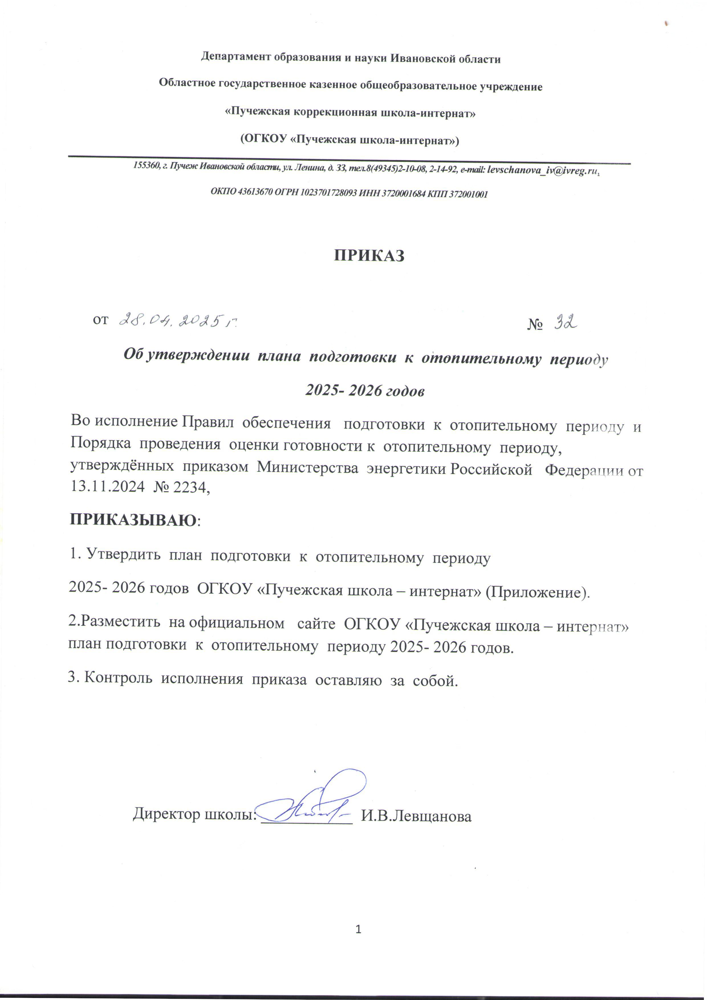 Департамент образования и науки Ивановской области
Областное государственное казенное общеобразовательное учреждение
«Пучежская коррекционная школа-интернат»
(ОГКОУ «Пучежская школа-интернат»)
155360, г. Пучеж Ивановской области, ул. Ленина, д. 33, тел.8(49345)2-10-08, 2-14-92, e-mail: levschanova_iv@ivreg.ru,
ОКПО 43613670 ОГРН 1023701728093 ИНН 3720001684 КПП 372001001
ПРИКАЗ
от 28.04.2025 г. № 32
Об утверждении плана подготовки к отопительному периоду
2025- 2026 годов
Во исполнение Правил обеспечения подготовки к отопительному периоду и
Порядка проведения оценки готовности к отопительному периоду,
утверждённых приказом Министерства энергетики Российской Федерации от
13.11.2024 № 2234,
ПРИКАЗЫВАЮ:
1. Утвердить план подготовки к отопительному периоду
2025- 2026 годов ОГКОУ «Пучежская школа – интернат» (Приложение).
2.Разместить на официальном сайте ОГКОУ «Пучежская школа – интернат»
план подготовки к отопительному периоду 2025- 2026 годов.
3. Контроль исполнения приказа оставляю за собой.
Директор школы: И.В.Левщанова
1